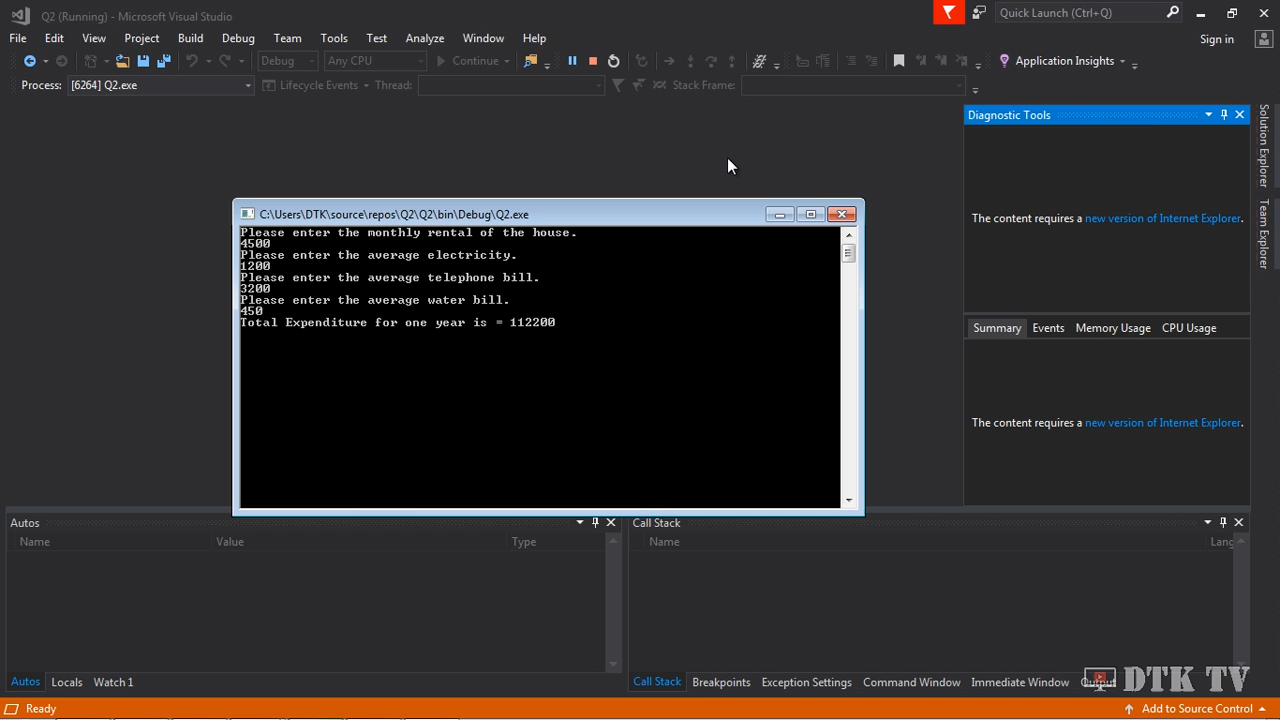 Q2 (Running) - Microsoft Visual Studio
Quick Launch (Ctrl+Q)
File Edit View Project Build Debug Team Tools Test Analyze Window Help
Sign in
Debug Any CPU Continue Application Insights
Process: [6264] Q2.exe Lifecycle Events Thread: Stack Frame:
Diagnostic Tools
Solution Explorer
Team Explorer
C:\Users\DTK\source\repos\Q2\Q2\bin\Debug\Q2.exe
Please enter the monthly rental of the house.
4500
Please enter the average electricity.
1200
Please enter the average telephone bill.
3200
Please enter the average water bill.
450
Total Expenditure for one year is = 112200
The content requires a new version of Internet Explorer.
Summary Events Memory Usage CPU Usage
The content requires a new version of Internet Explorer.
Autos
Name Value Type
Call Stack
Name Lang
Autos Locals Watch 1
Call Stack Breakpoints Exception Settings Command Window Immediate Window Output
DTK TV
Ready
Add to Source Control